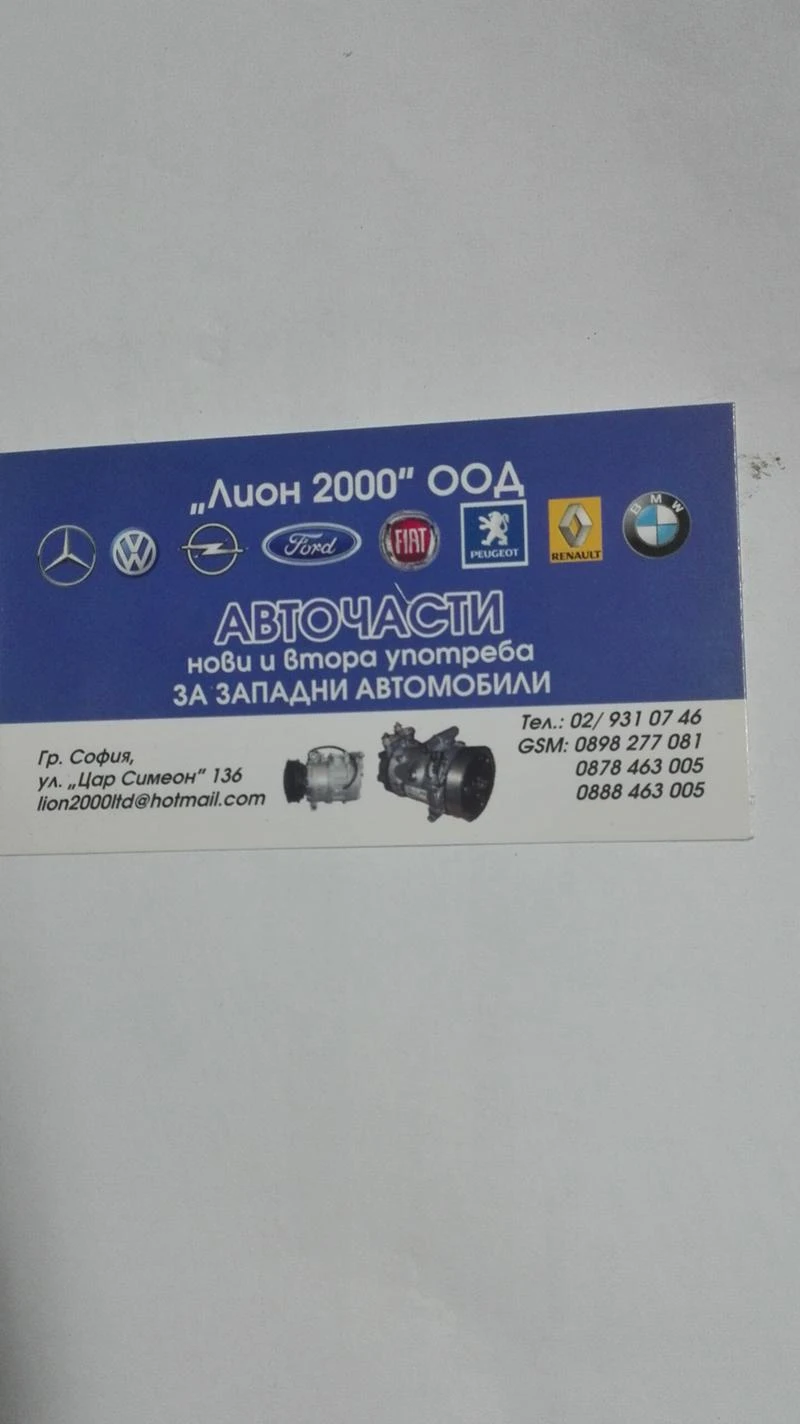 „Лион 2000“ ООД
Ford
FIAT
PEUGEOT
RENAULT
BMW
АВТОЧАСТИ
нови и втора употреба
ЗА ЗАПАДНИ АВТОМОБИЛИ
Гр. София,
ул. „Цар Симеон“ 136
lion2000ltd@hotmail.com
Тел.: 02/ 931 07 46
GSM: 0898 277 081
0878 463 005
0888 463 005